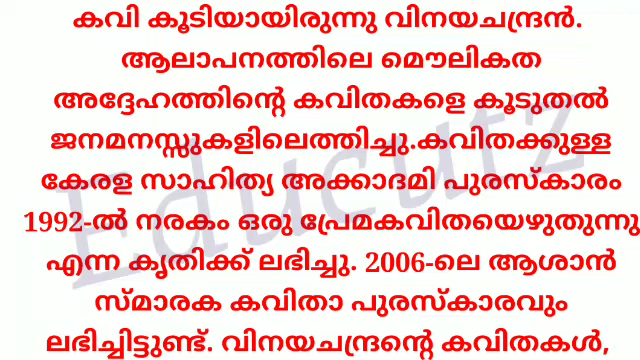 കവി കൂടിയായിരുന്നു വിനയചന്ദ്രൻ.
ആലാപനത്തിലെ മൌലികത
അദ്ദേഹത്തിന്റെ കവിതകളെ കൂടുതൽ
ജനമനസ്സുകളിലെത്തിച്ചു.കവിതക്കുള്ള
കേരള സാഹിത്യ അക്കാദമി പുരസ്കാരം
1992-ൽ നരകം ഒരു പ്രേമകവിതയെഴുതുന്നു
എന്ന കൃതിക്ക് ലഭിച്ചു. 2006-ലെ ആശാൻ
സ്മാരക കവിതാ പുരസ്കാരവും
ലഭിച്ചിട്ടുണ്ട്. വിനയചന്ദ്രന്റെ കവിതകൾ,
Educutz